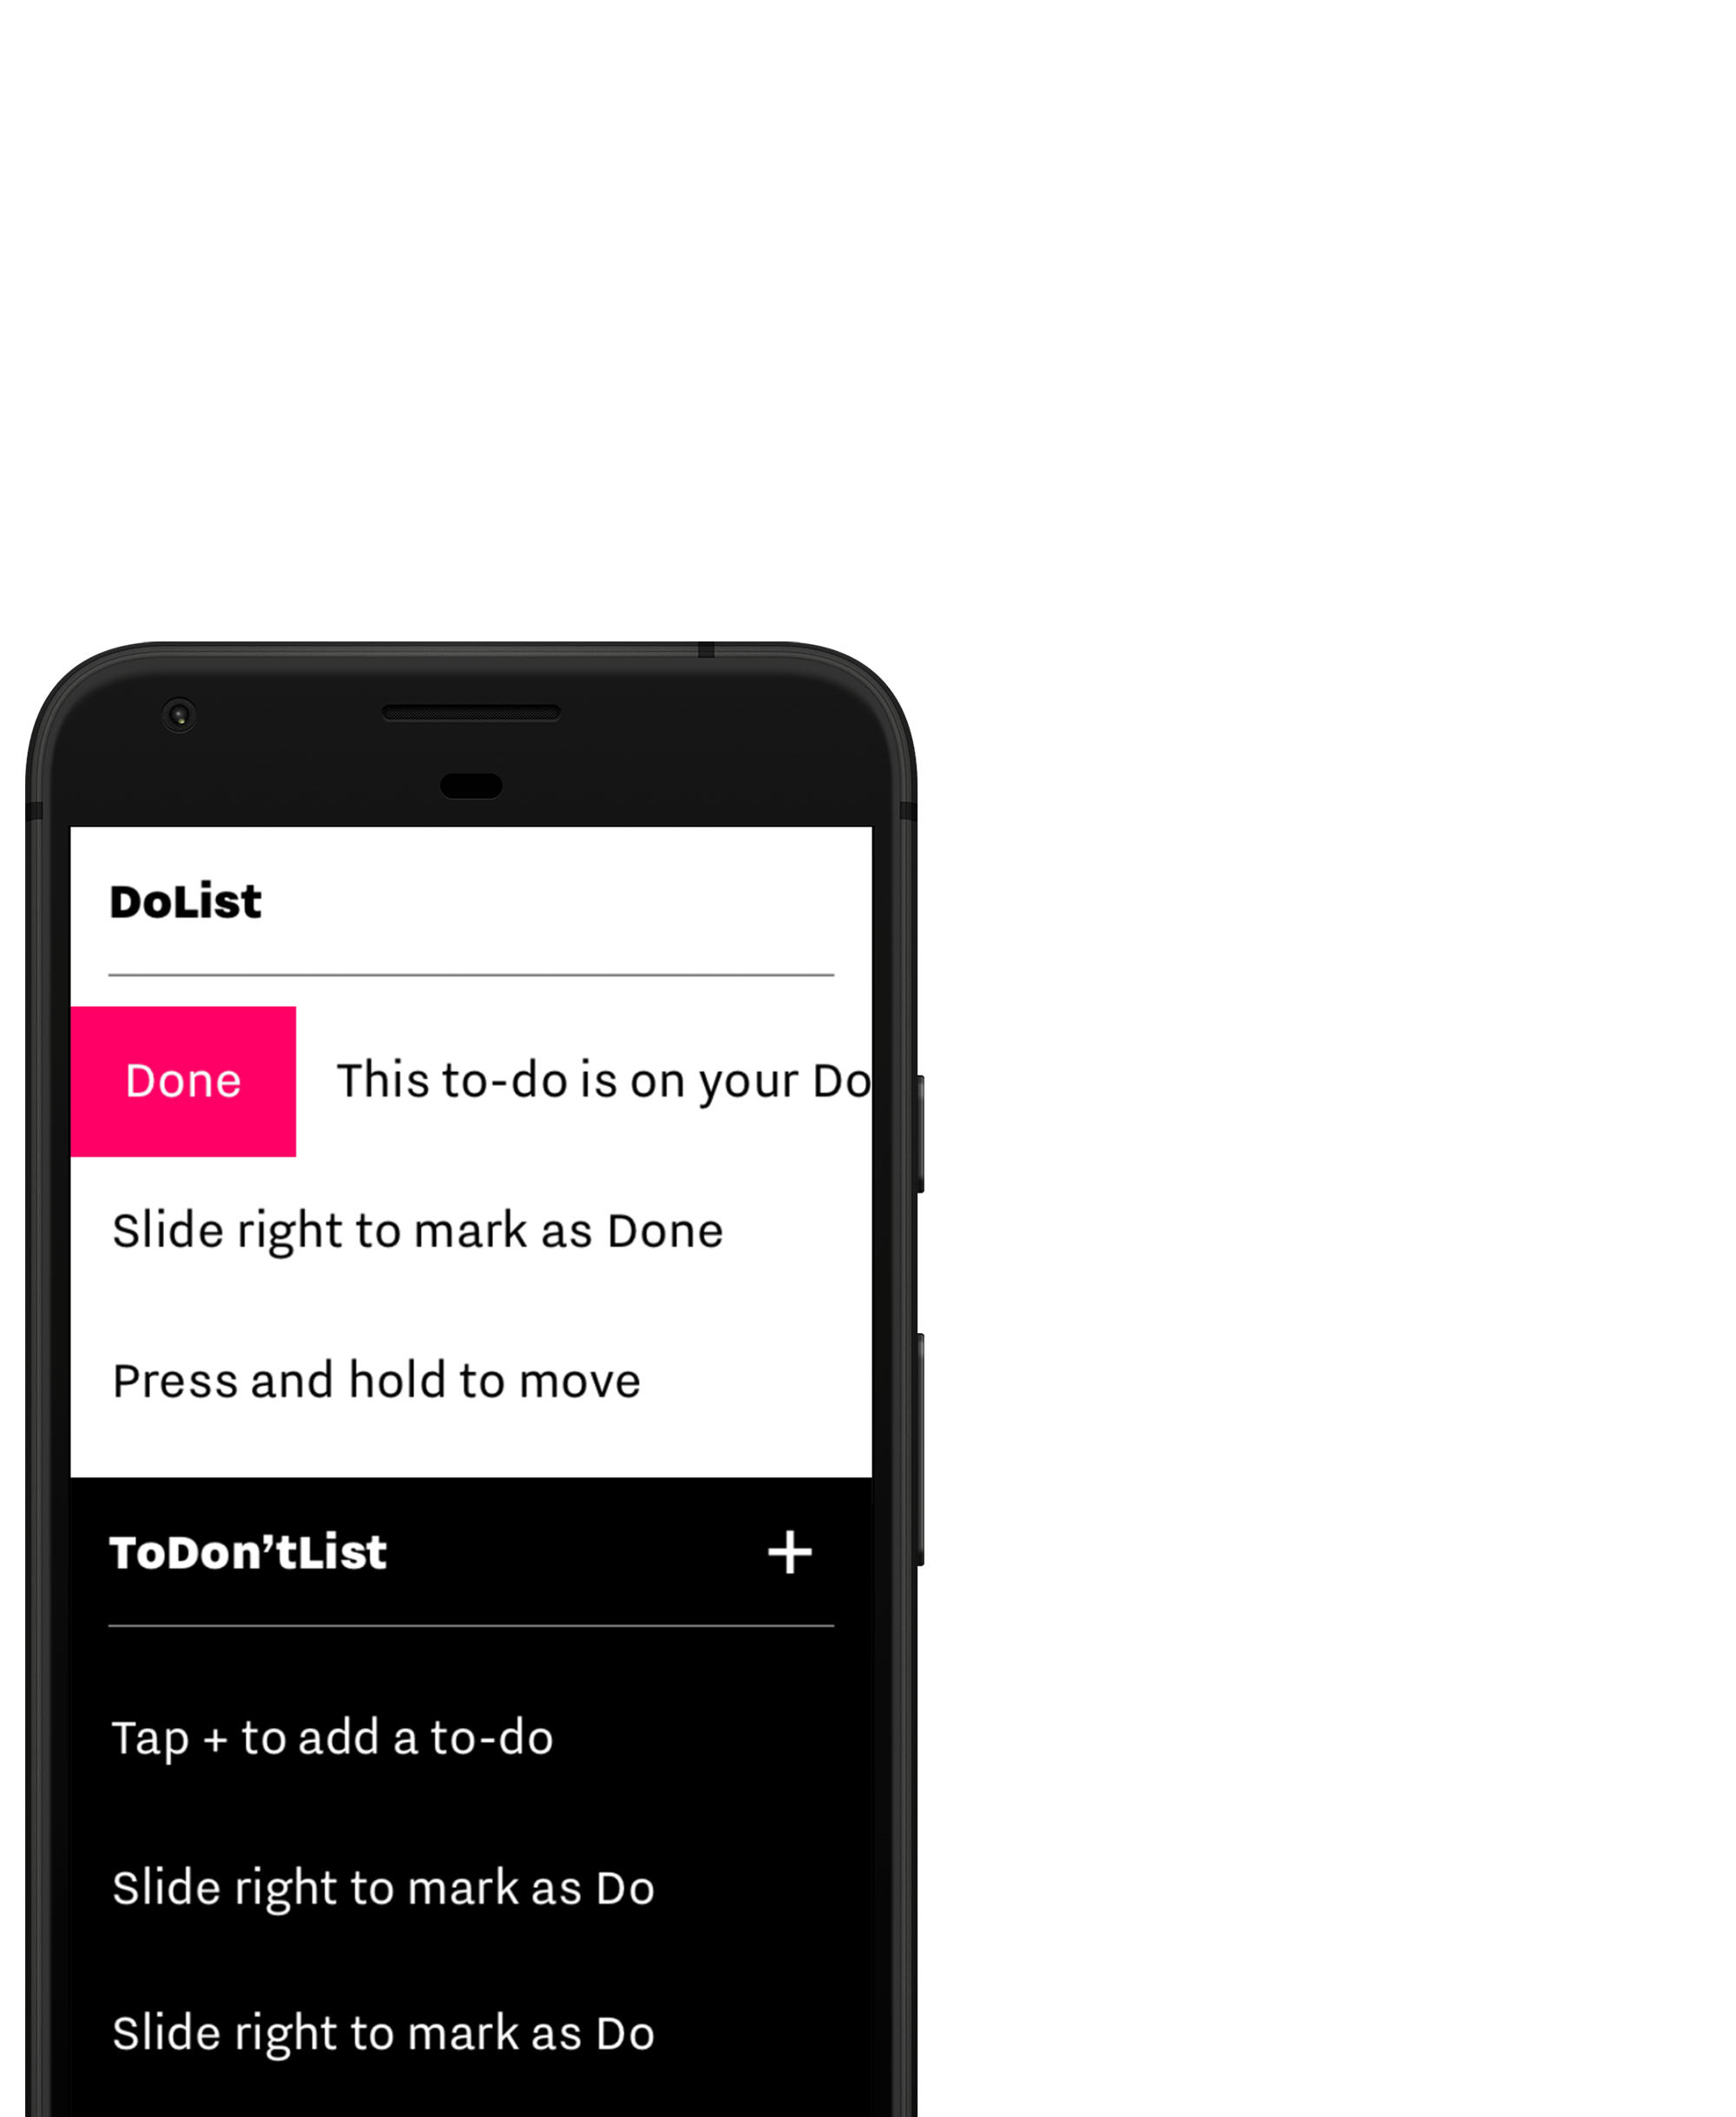 DoList
Done This to-do is on your Do
Slide right to mark as Done
Press and hold to move
ToDon’tList +
Tap + to add a to-do
Slide right to mark as Do
Slide right to mark as Do